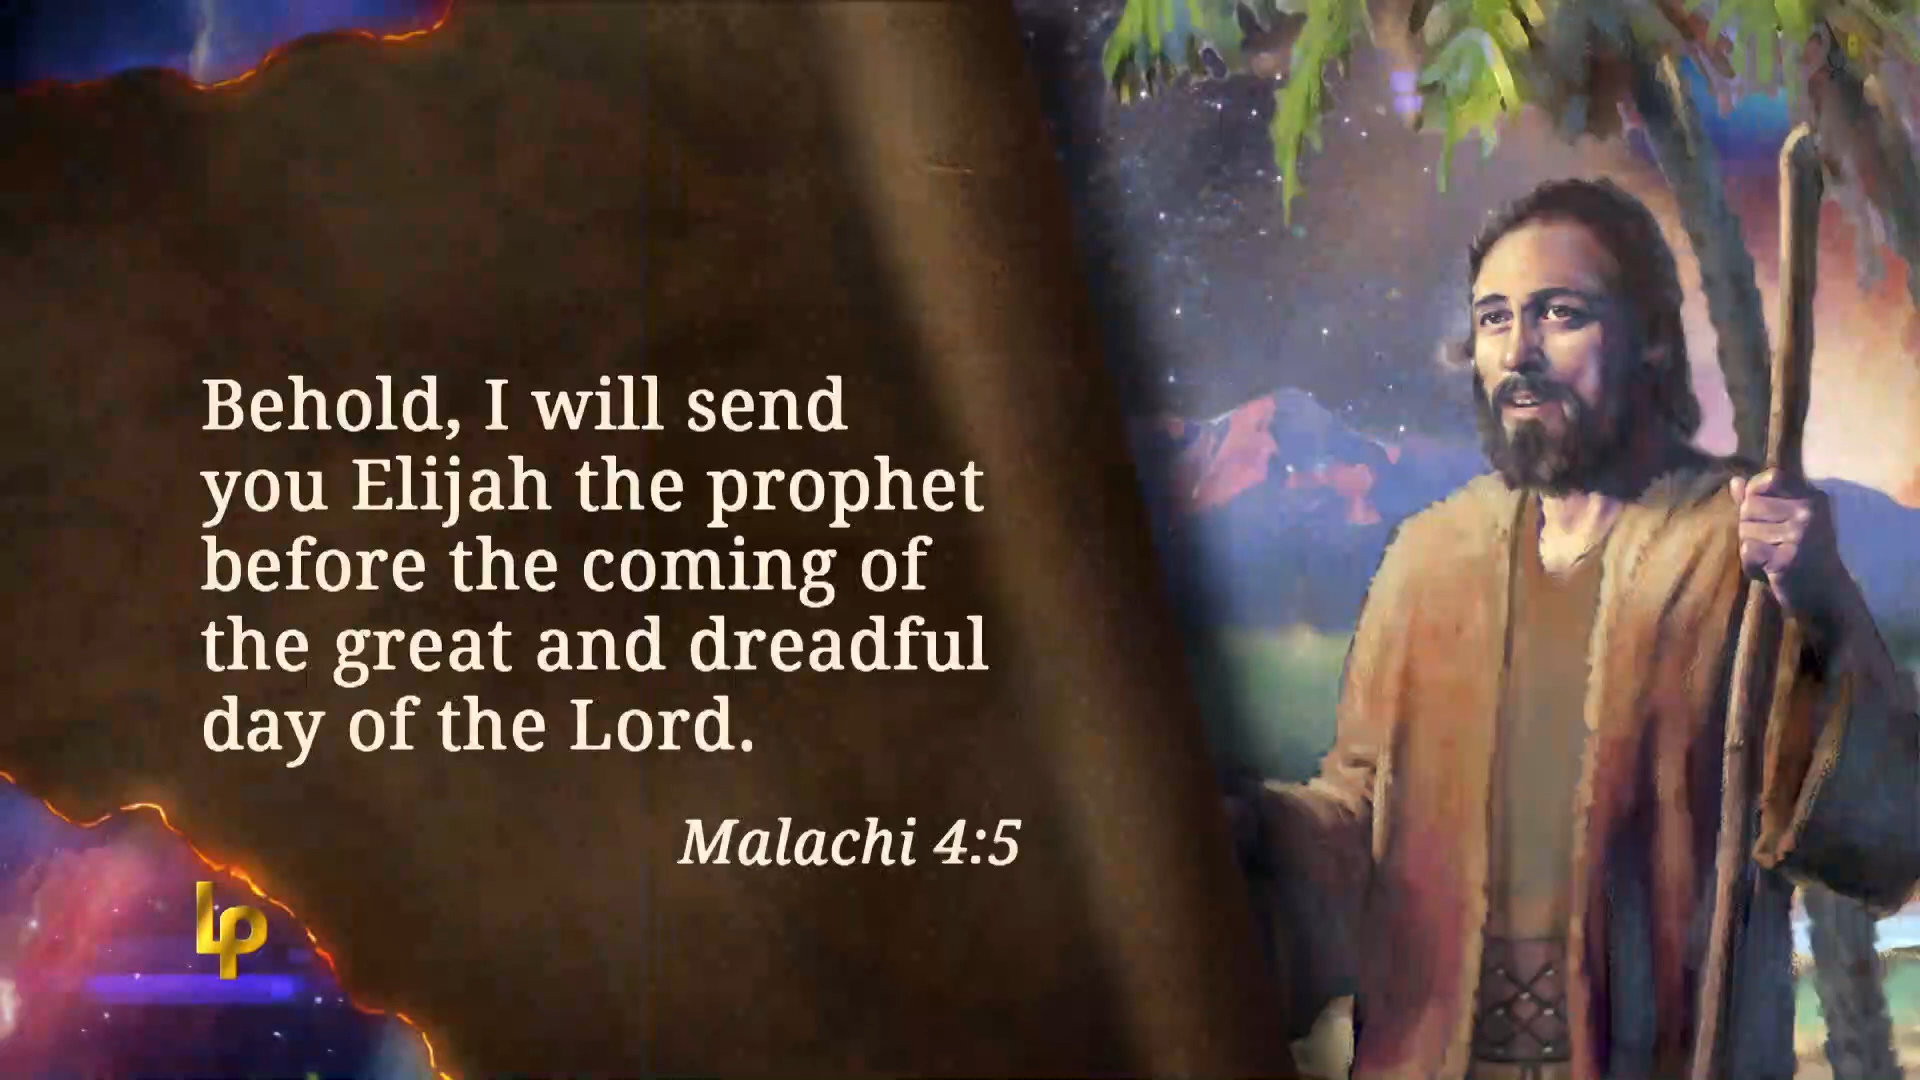 Behold, I will send
you Elijah the prophet
before the coming of
the great and dreadful
day of the Lord.
Malachi 4:5
LP